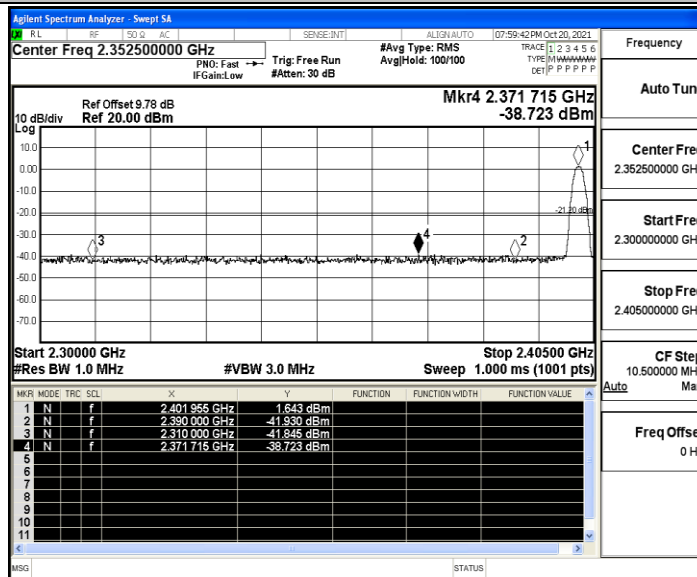 Agilent Spectrum Analyzer - Swept SA
RL RF 50 Ω AC SENSE:INT ALIGN AUTO 07:59:42 PM Oct 20, 2021
Center Freq 2.352500000 GHz
PNO: Fast Trig: Free Run
IFGain:Low #Atten: 30 dB
#Avg Type: RMS
Avg|Hold: 100/100
TRACE 1 2 3 4 5 6
TYPE M
DET P P P P P P
Frequency
Mkr4 2.371 715 GHz
-38.723 dBm
Ref Offset 9.78 dB
10 dB/div Ref 20.00 dBm
Log
10.0
0.00
-10.0
-20.0
-30.0
-40.0
-50.0
-60.0
-70.0
1
-21.20 dBm
3
4
2
Start 2.30000 GHz Stop 2.40500 GHz
#Res BW 1.0 MHz #VBW 3.0 MHz Sweep 1.000 ms (1001 pts)
MKR MODE TRC SCL X Y FUNCTION FUNCTION WIDTH FUNCTION VALUE
1 N f 2.401 955 GHz 1.643 dBm
2 N f 2.390 000 GHz -41.930 dBm
3 N f 2.310 000 GHz -41.845 dBm
4 N f 2.371 715 GHz -38.723 dBm
5
6
7
8
9
10
11
MSG STATUS
Auto Tun
Center Fre
2.352500000 GH
Start Fre
2.300000000 GH
Stop Fre
2.405000000 GH
CF Step
10.500000 MH
Auto Ma
Freq Offse
0 H